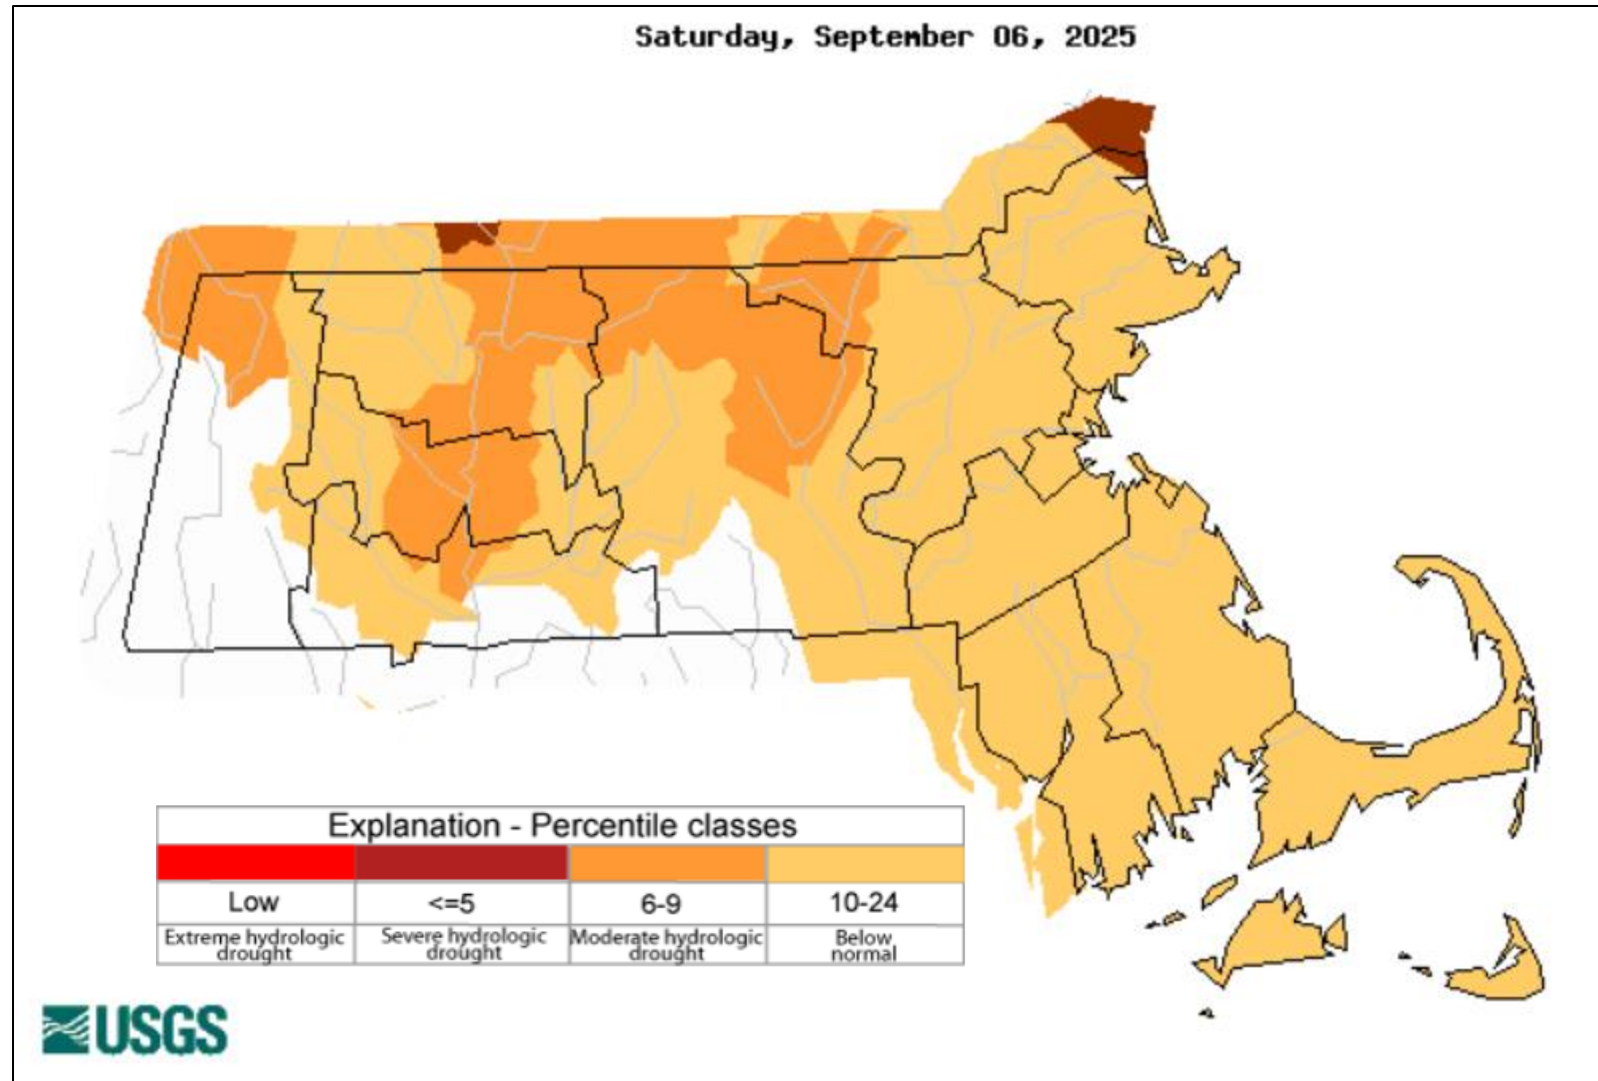 Saturday, September 06, 2025
Explanation - Percentile classes
Low <=5 6-9 10-24
Extreme hydrologic drought
Severe hydrologic drought
Moderate hydrologic drought
Below normal
USGS